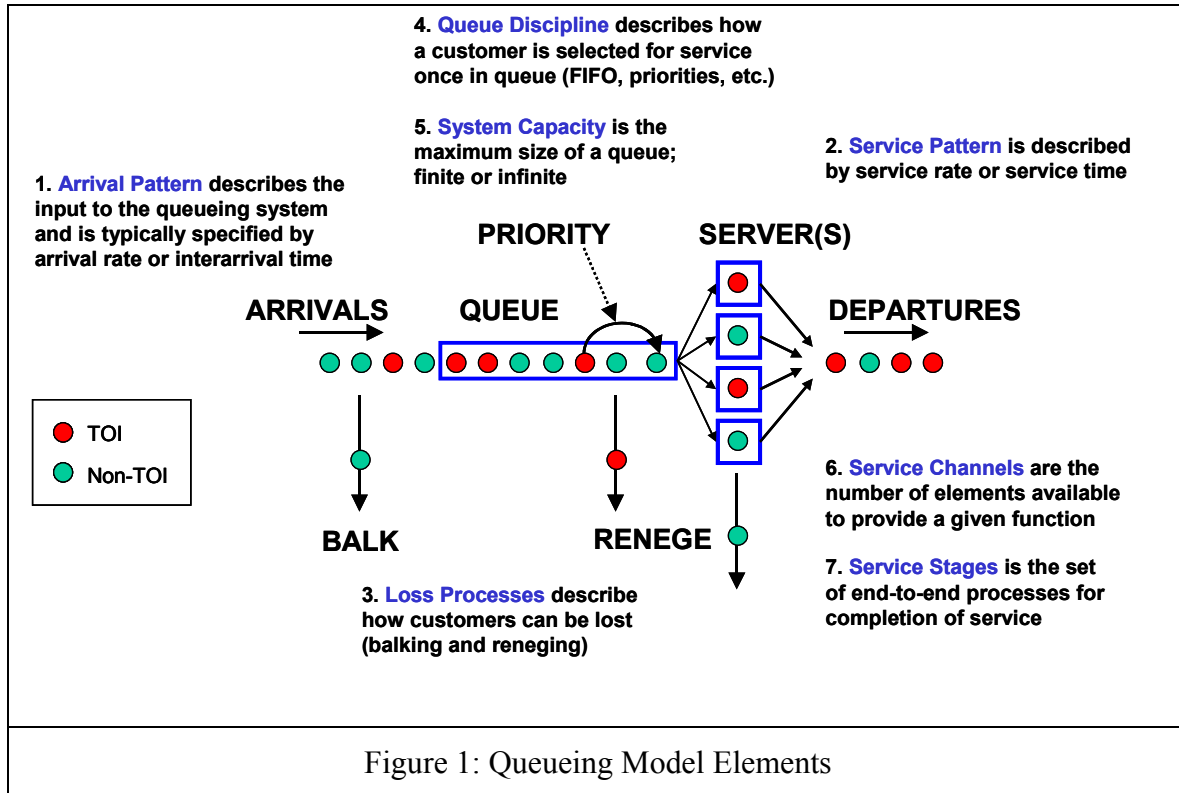 4. Queue Discipline describes how
a customer is selected for service
once in queue (FIFO, priorities, etc.)
5. System Capacity is the
maximum size of a queue;
finite or infinite
2. Service Pattern is described
by service rate or service time
1. Arrival Pattern describes the
input to the queueing system
and is typically specified by
arrival rate or interarrival time
PRIORITY
SERVER(S)
ARRIVALS
QUEUE
DEPARTURES
TOI
Non-TOI
BALK
RENEGE
3. Loss Processes describe
how customers can be lost
(balking and reneging)
6. Service Channels are the
number of elements available
to provide a given function
7. Service Stages is the set
of end-to-end processes for
completion of service
Figure 1: Queueing Model Elements